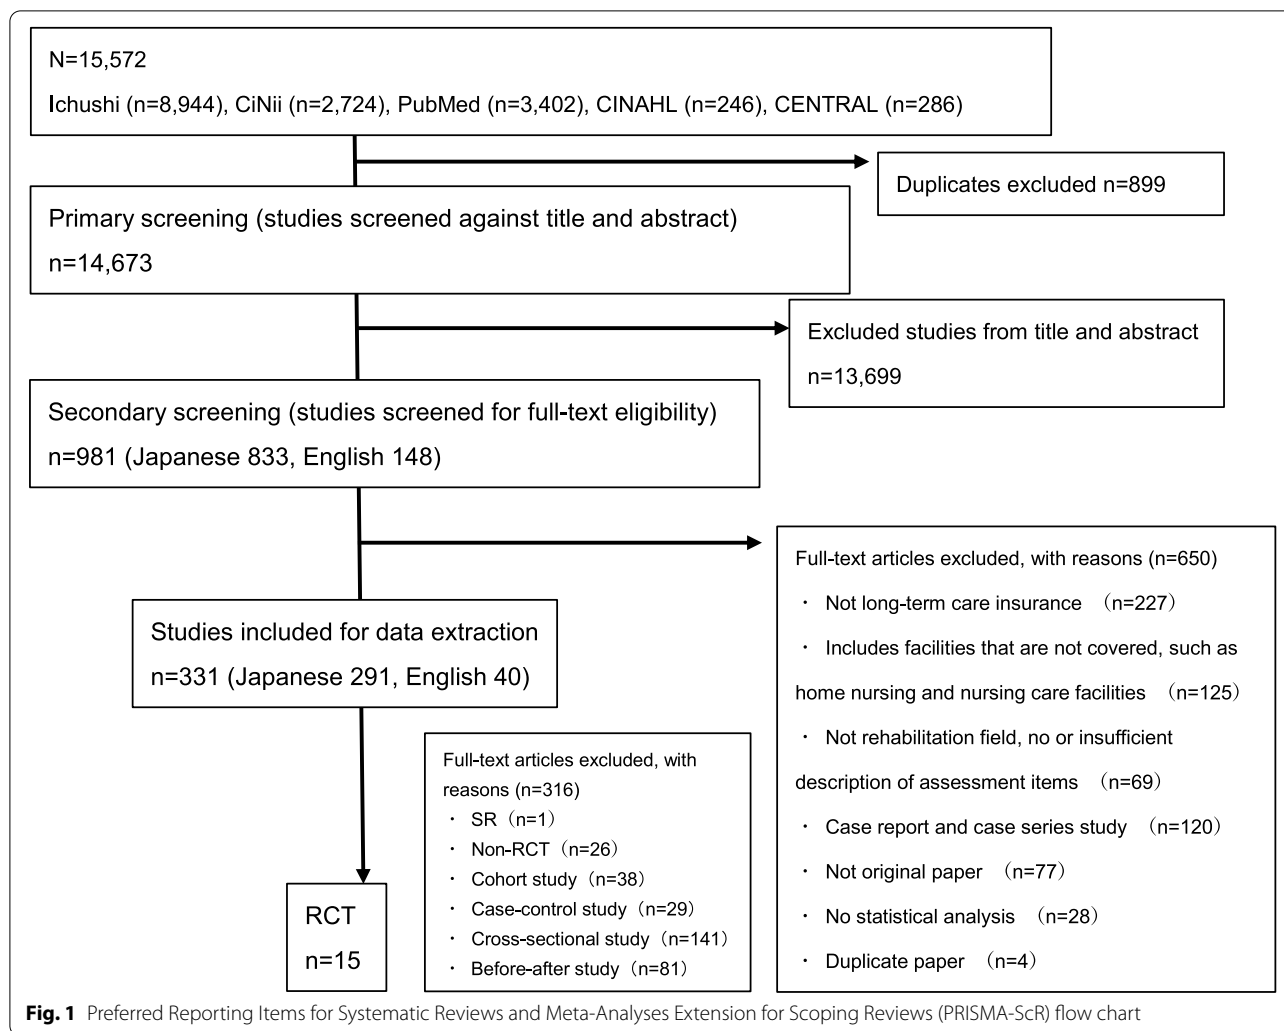 N=15,572
Ichushi (n=8,944), CiNii (n=2,724), PubMed (n=3,402), CINAHL (n=246), CENTRAL (n=286)
Duplicates excluded n=899
Primary screening (studies screened against title and abstract)
n=14,673
Excluded studies from title and abstract
n=13,699
Secondary screening (studies screened for full-text eligibility)
n=981 (Japanese 833, English 148)
Full-text articles excluded, with reasons (n=650)
・ Not long-term care insurance （n=227）
・ Includes facilities that are not covered, such as
home nursing and nursing care facilities （n=125）
・ Not rehabilitation field, no or insufficient
description of assessment items （n=69）
・ Case report and case series study （n=120）
・ Not original paper （n=77）
・ No statistical analysis （n=28）
・ Duplicate paper （n=4）
Studies included for data extraction
n=331 (Japanese 291, English 40)
Full-text articles excluded, with
reasons (n=316)
・ SR（n=1）
・ Non-RCT（n=26）
・ Cohort study（n=38）
・ Case-control study（n=29）
・ Cross-sectional study（n=141）
・ Before-after study（n=81）
RCT
n=15
Fig. 1 Preferred Reporting Items for Systematic Reviews and Meta-Analyses Extension for Scoping Reviews (PRISMA-ScR) flow chart